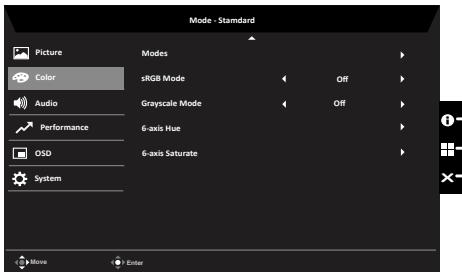 Mode - Stamdard
Picture
Modes
Color
sRGB Mode Off
Audio
Grayscale Mode Off
Performance
6-axis Hue
OSD
6-axis Saturate
System
Move Enter